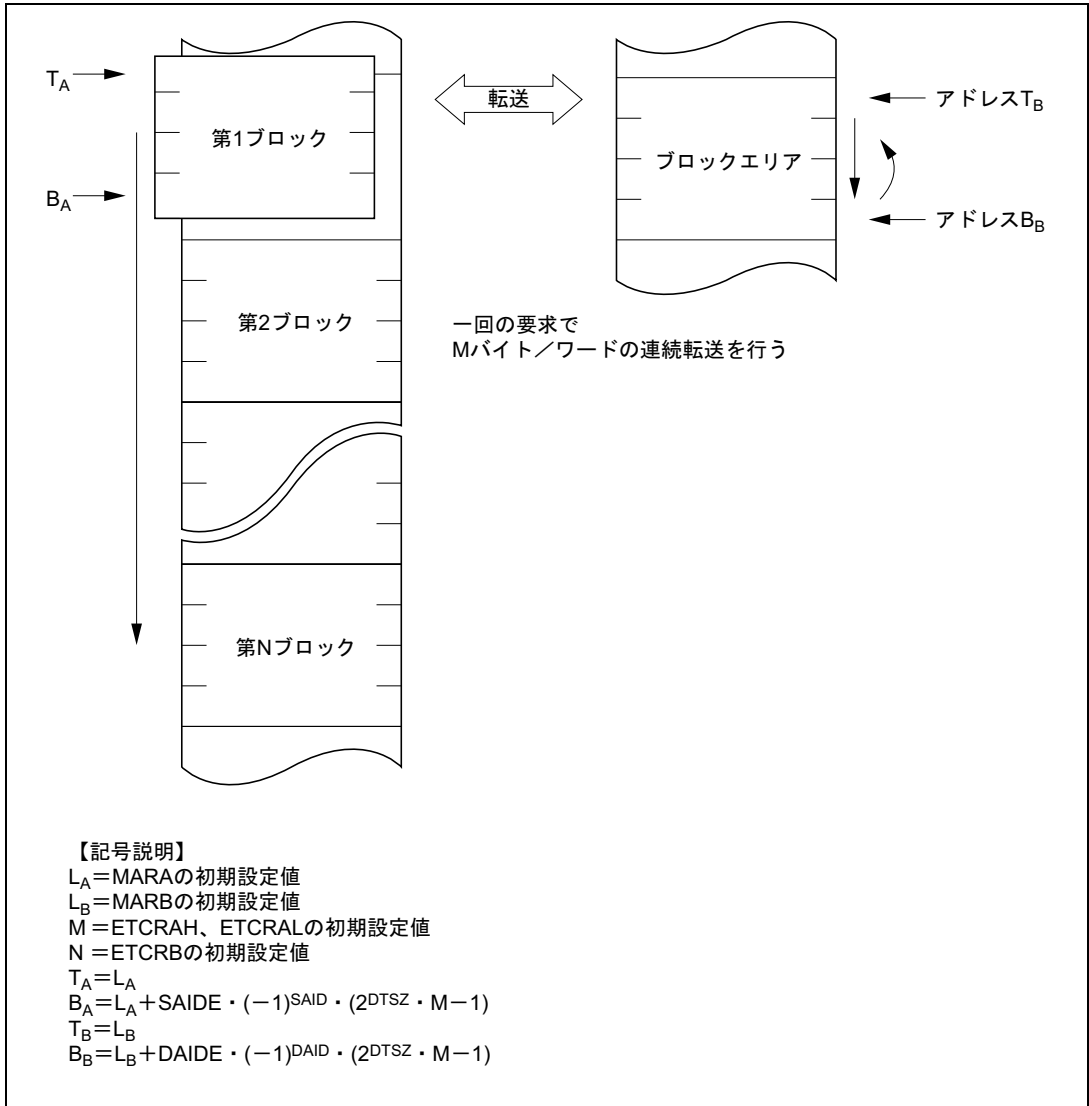 T_A
第1ブロック
B_A
転送
アドレスT_B
ブロックエリア
アドレスB_B
第2ブロック
一回の要求で
Mバイト／ワードの連続転送を行う
第Nブロック
【記号説明】
L_A＝MARAの初期設定値
L_B＝MARBの初期設定値
M ＝ETCRAH、ETCRALの初期設定値
N ＝ETCRBの初期設定値
T_A＝L_A
B_A＝L_A＋SAIDE・(－1)^SAID・(2^DTSZ・M－1)
T_B＝L_B
B_B＝L_B＋DAIDE・(－1)^DAID・(2^DTSZ・M－1)